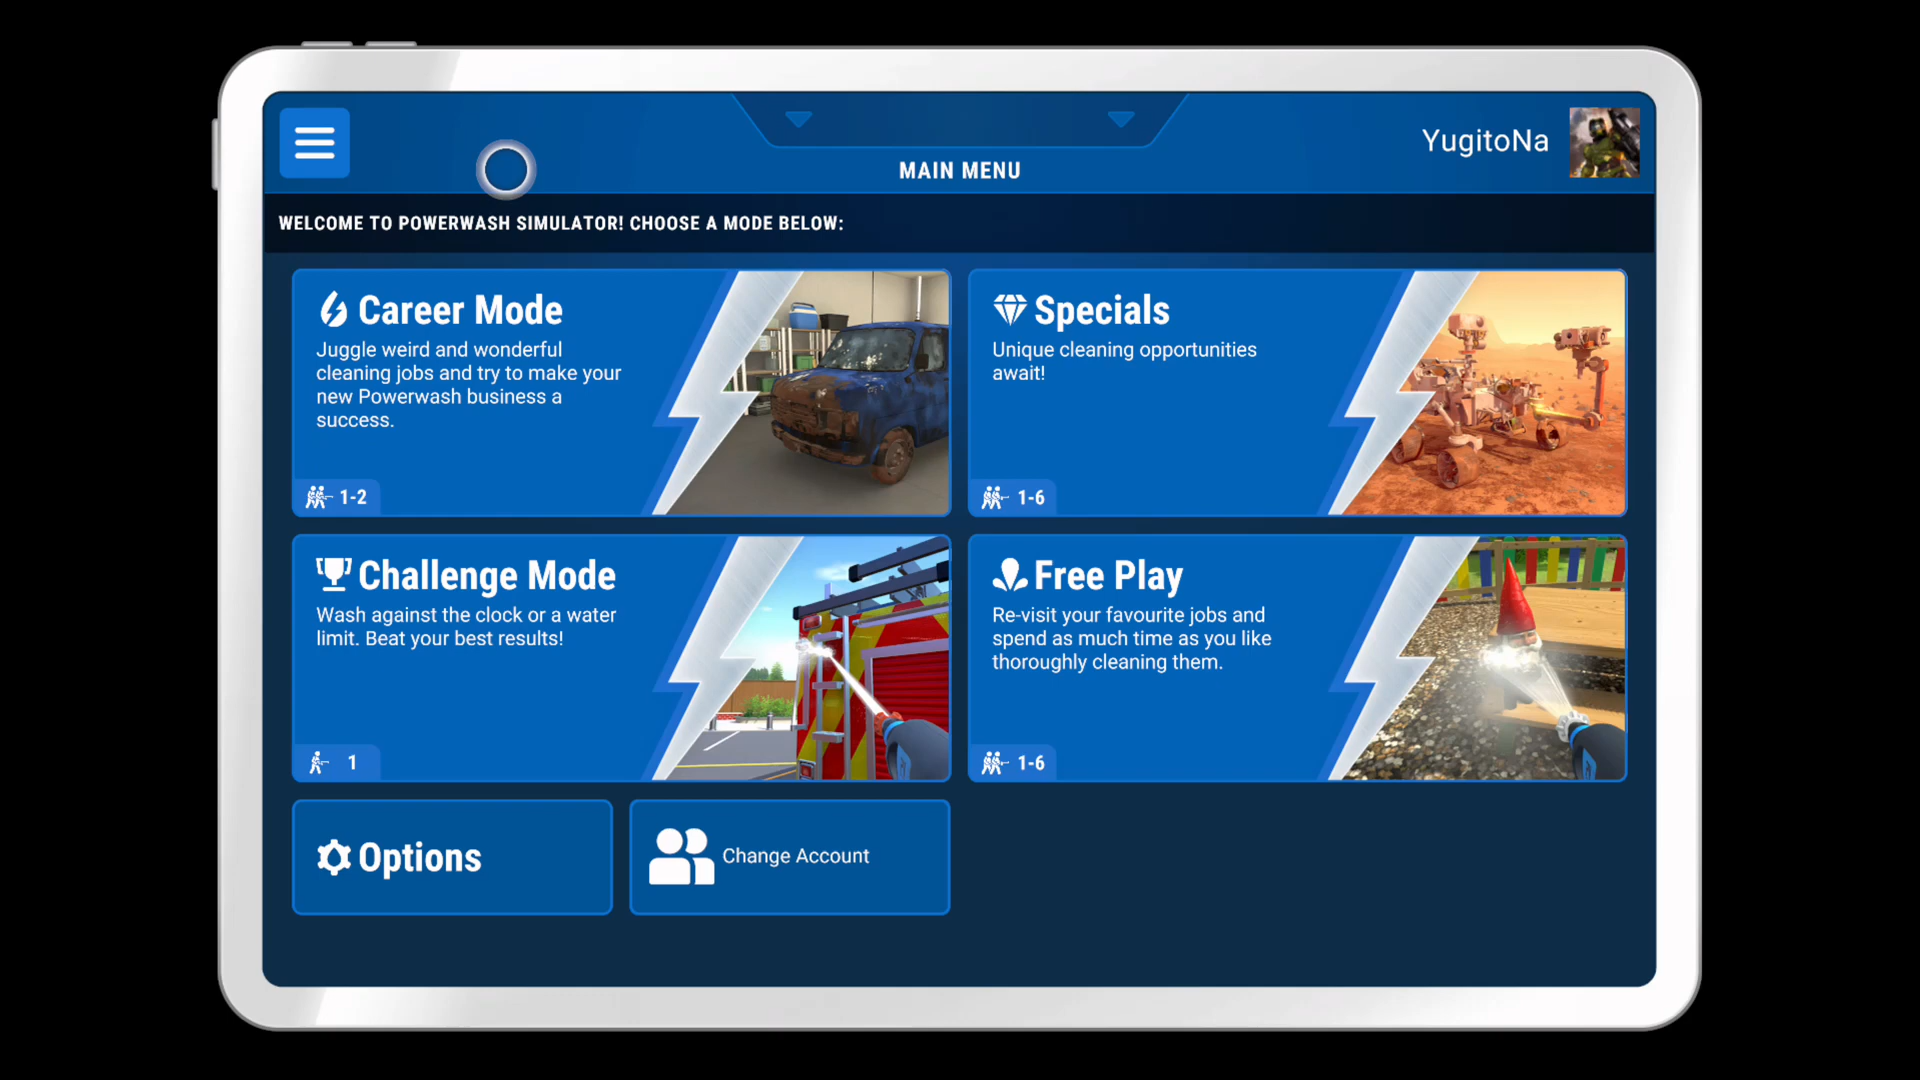 YugitoNa
MAIN MENU
WELCOME TO POWERWASH SIMULATOR! CHOOSE A MODE BELOW:
Career Mode
Juggle weird and wonderful
cleaning jobs and try to make your
new Powerwash business a
success.
1-2
Specials
Unique cleaning opportunities
await!
1-6
Challenge Mode
Wash against the clock or a water
limit. Beat your best results!
1
Free Play
Re-visit your favourite jobs and
spend as much time as you like
thoroughly cleaning them.
1-6
Options
Change Account